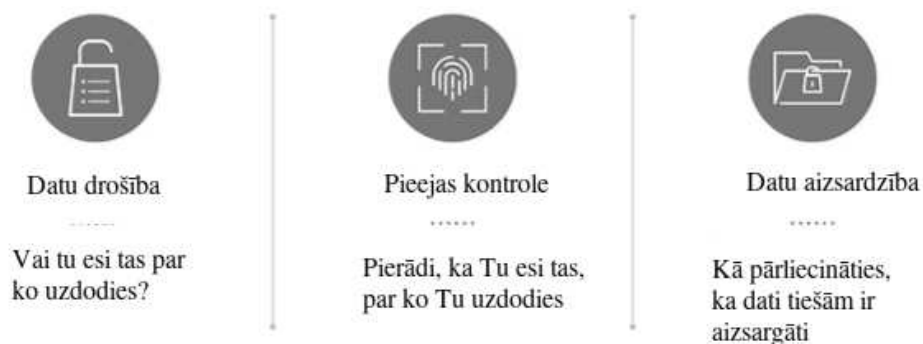 Datu drošība
Vai tu esi tas par
ko uzdodies?
Pieejas kontrole
Pierādi, ka Tu esi tas,
par ko Tu uzdodies
Datu aizsardzība
Kā pārliecināties,
ka dati tiešām ir
aizsargāti